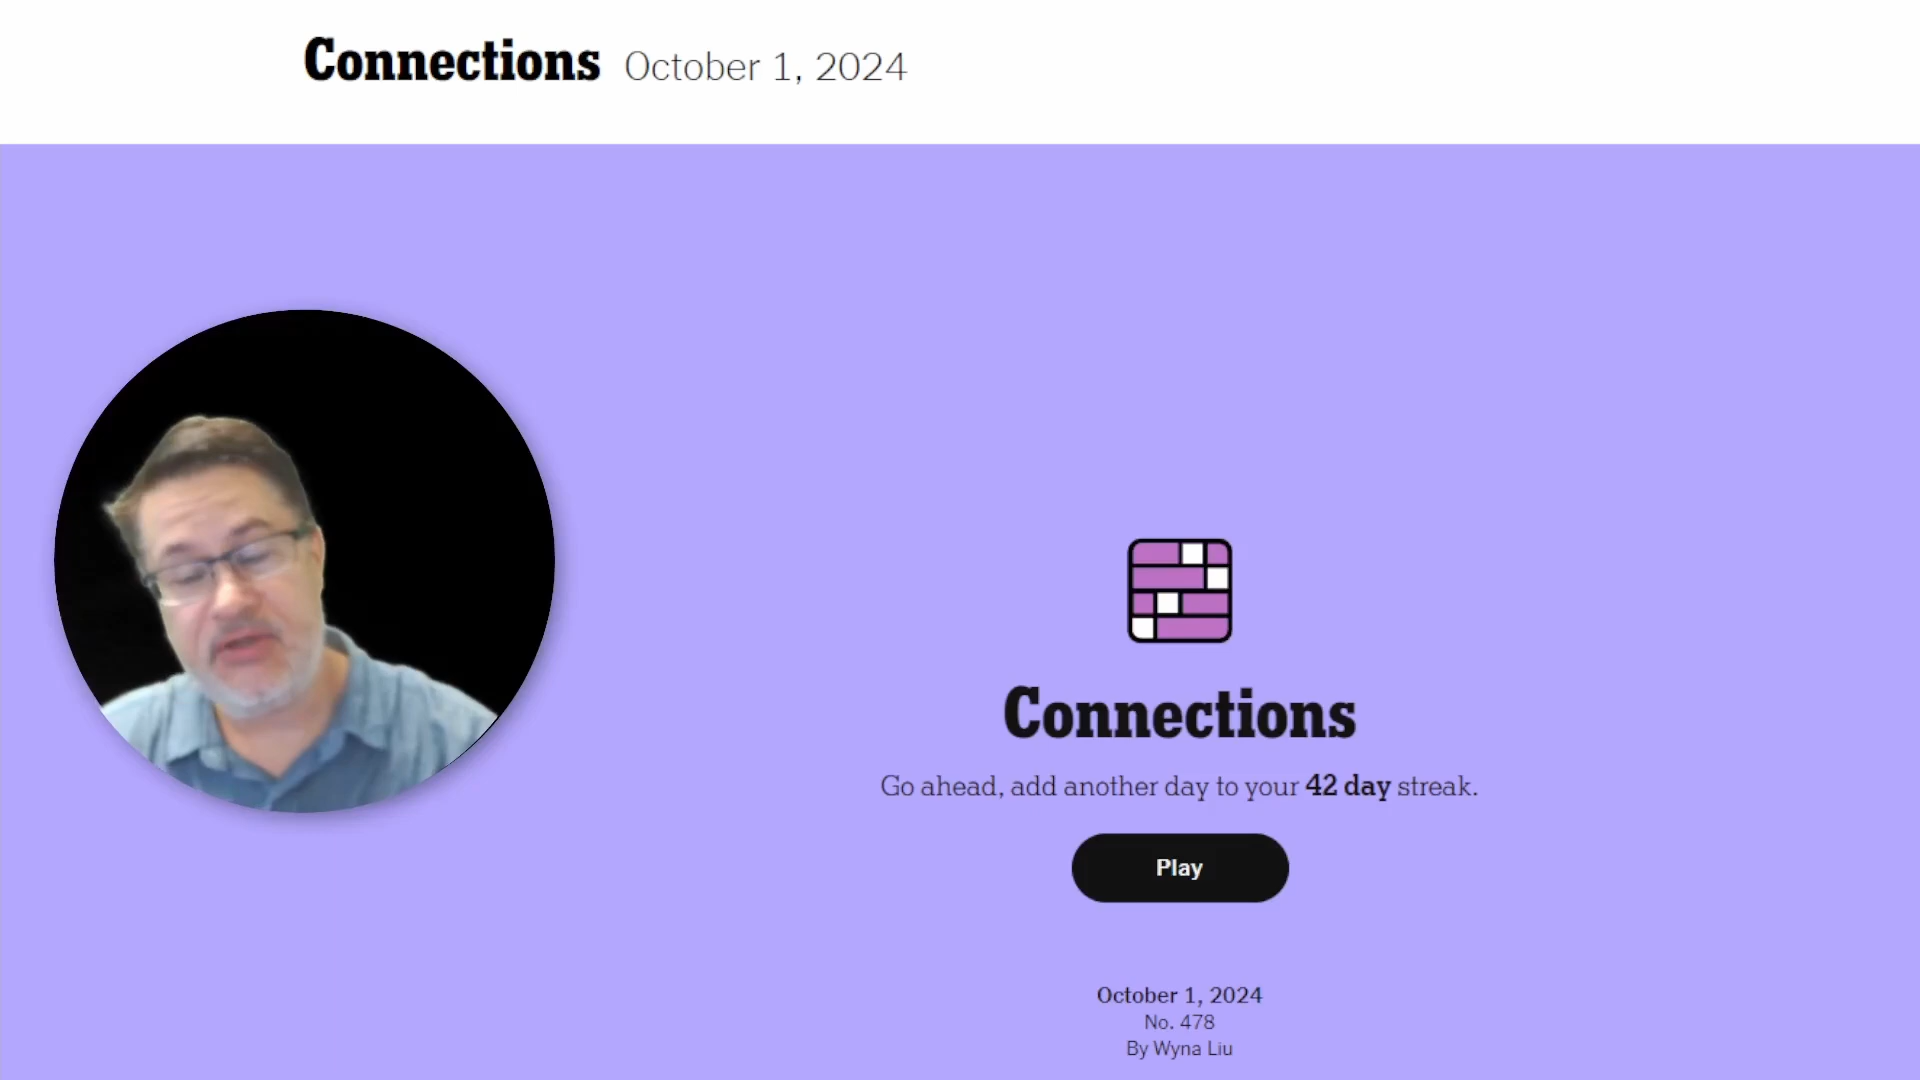 Connections October 1, 2024
Connections
Go ahead, add another day to your 42 day streak.
Play
October 1, 2024
No. 478
By Wyna Liu